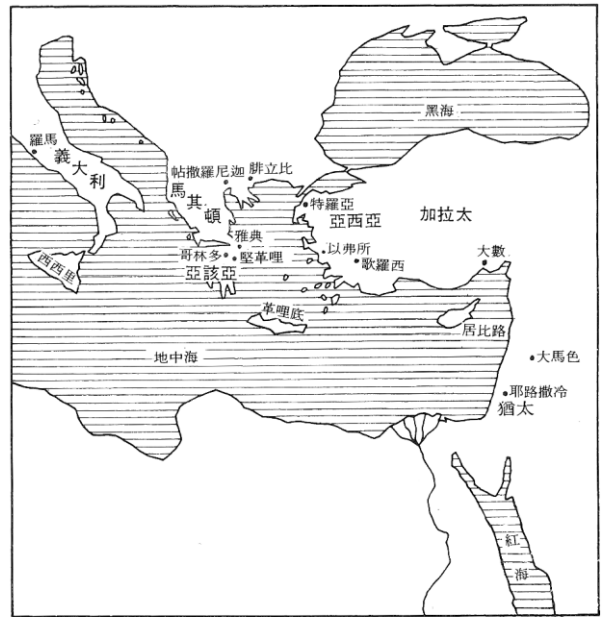 黑海
羅馬
義大利
帖撒羅尼迦
腓立比
馬其頓
特羅亞
亞西亞
加拉太
雅典
哥林多
堅革哩
亞該亞
以弗所
歌羅西
大數
西西里
革哩底
居比路
地中海
大馬色
耶路撒冷
猶太
紅海